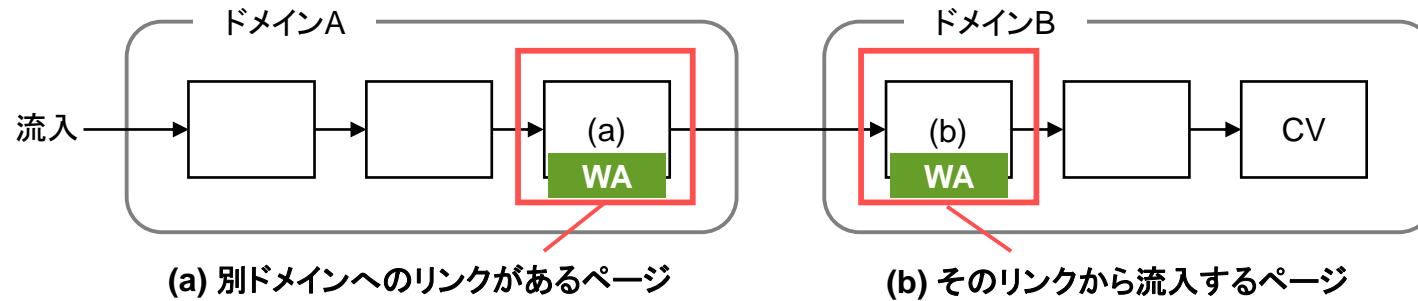 ドメインA
ドメインB
流入
(a)
WA
(b)
WA
CV
(a) 別ドメインへのリンクがあるページ
(b) そのリンクから流入するページ